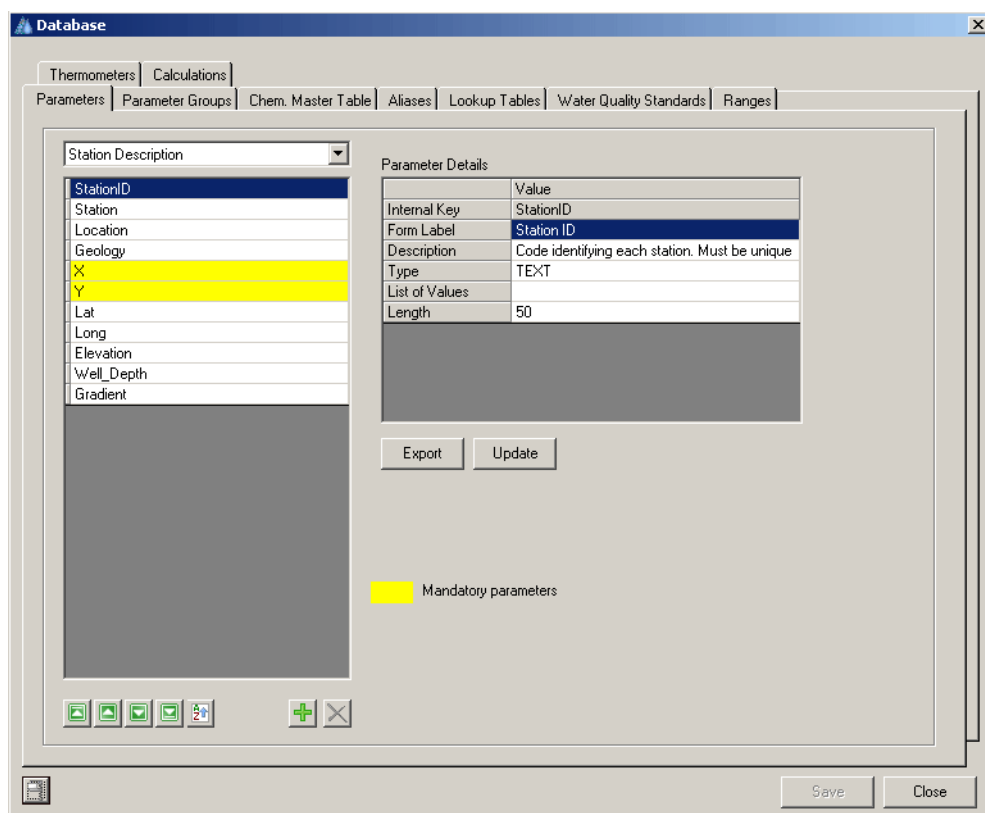 Database
Thermometers Calculations
Parameters Parameter Groups Chem. Master Table Aliases Lookup Tables Water Quality Standards Ranges
Station Description
StationID
Station
Location
Geology
X
Y
Lat
Long
Elevation
Well_Depth
Gradient
Parameter Details
Value
Internal Key StationID
Form Label Station ID
Description Code identifying each station. Must be unique
Type TEXT
List of Values
Length 50
Export Update
Mandatory parameters
Save Close